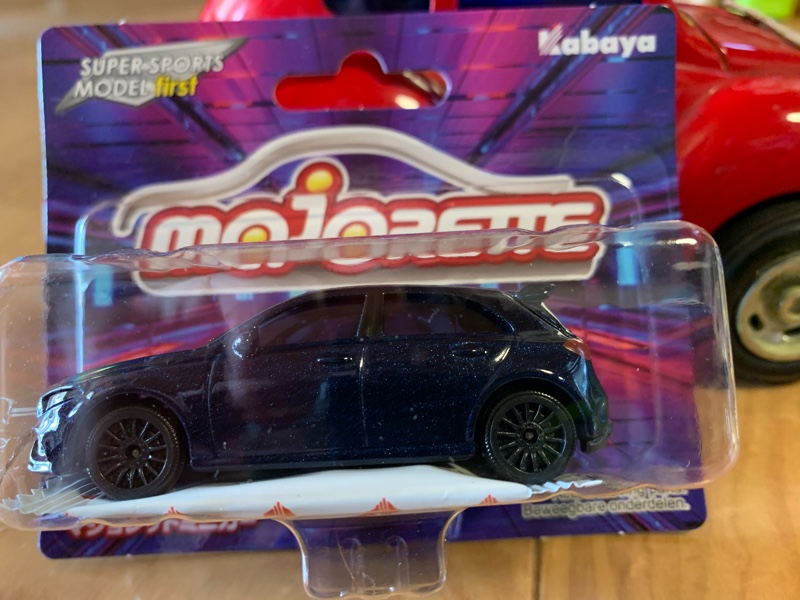 SUPER SPORTS
MODEL first
Kabaya
majorette
Beweegbare onderdelen.